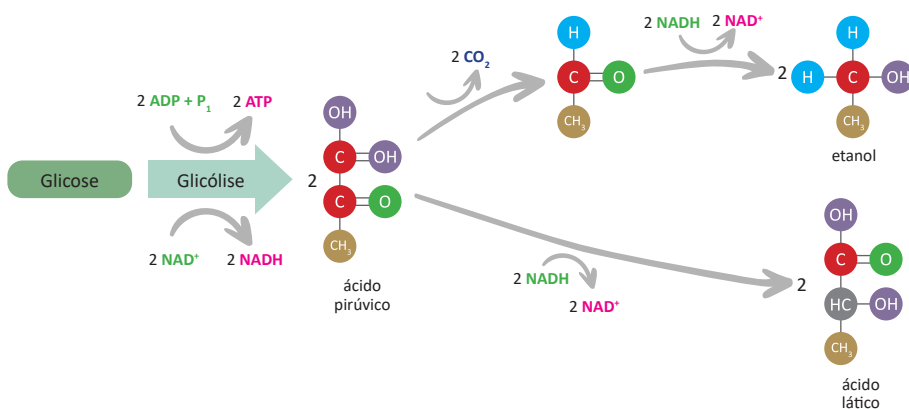 Glicose
2 ADP + P₁
2 ATP
Glicólise
2 NAD⁺
2 NADH
2
OH
C
OH
C
O
CH₃
ácido
pirúvico
2 CO₂
H
C
O
CH₃
2 NADH
2 NAD⁺
2
H
H
C
OH
CH₃
etanol
2 NADH
2 NAD⁺
2
OH
C
O
HC
OH
CH₃
ácido
lático